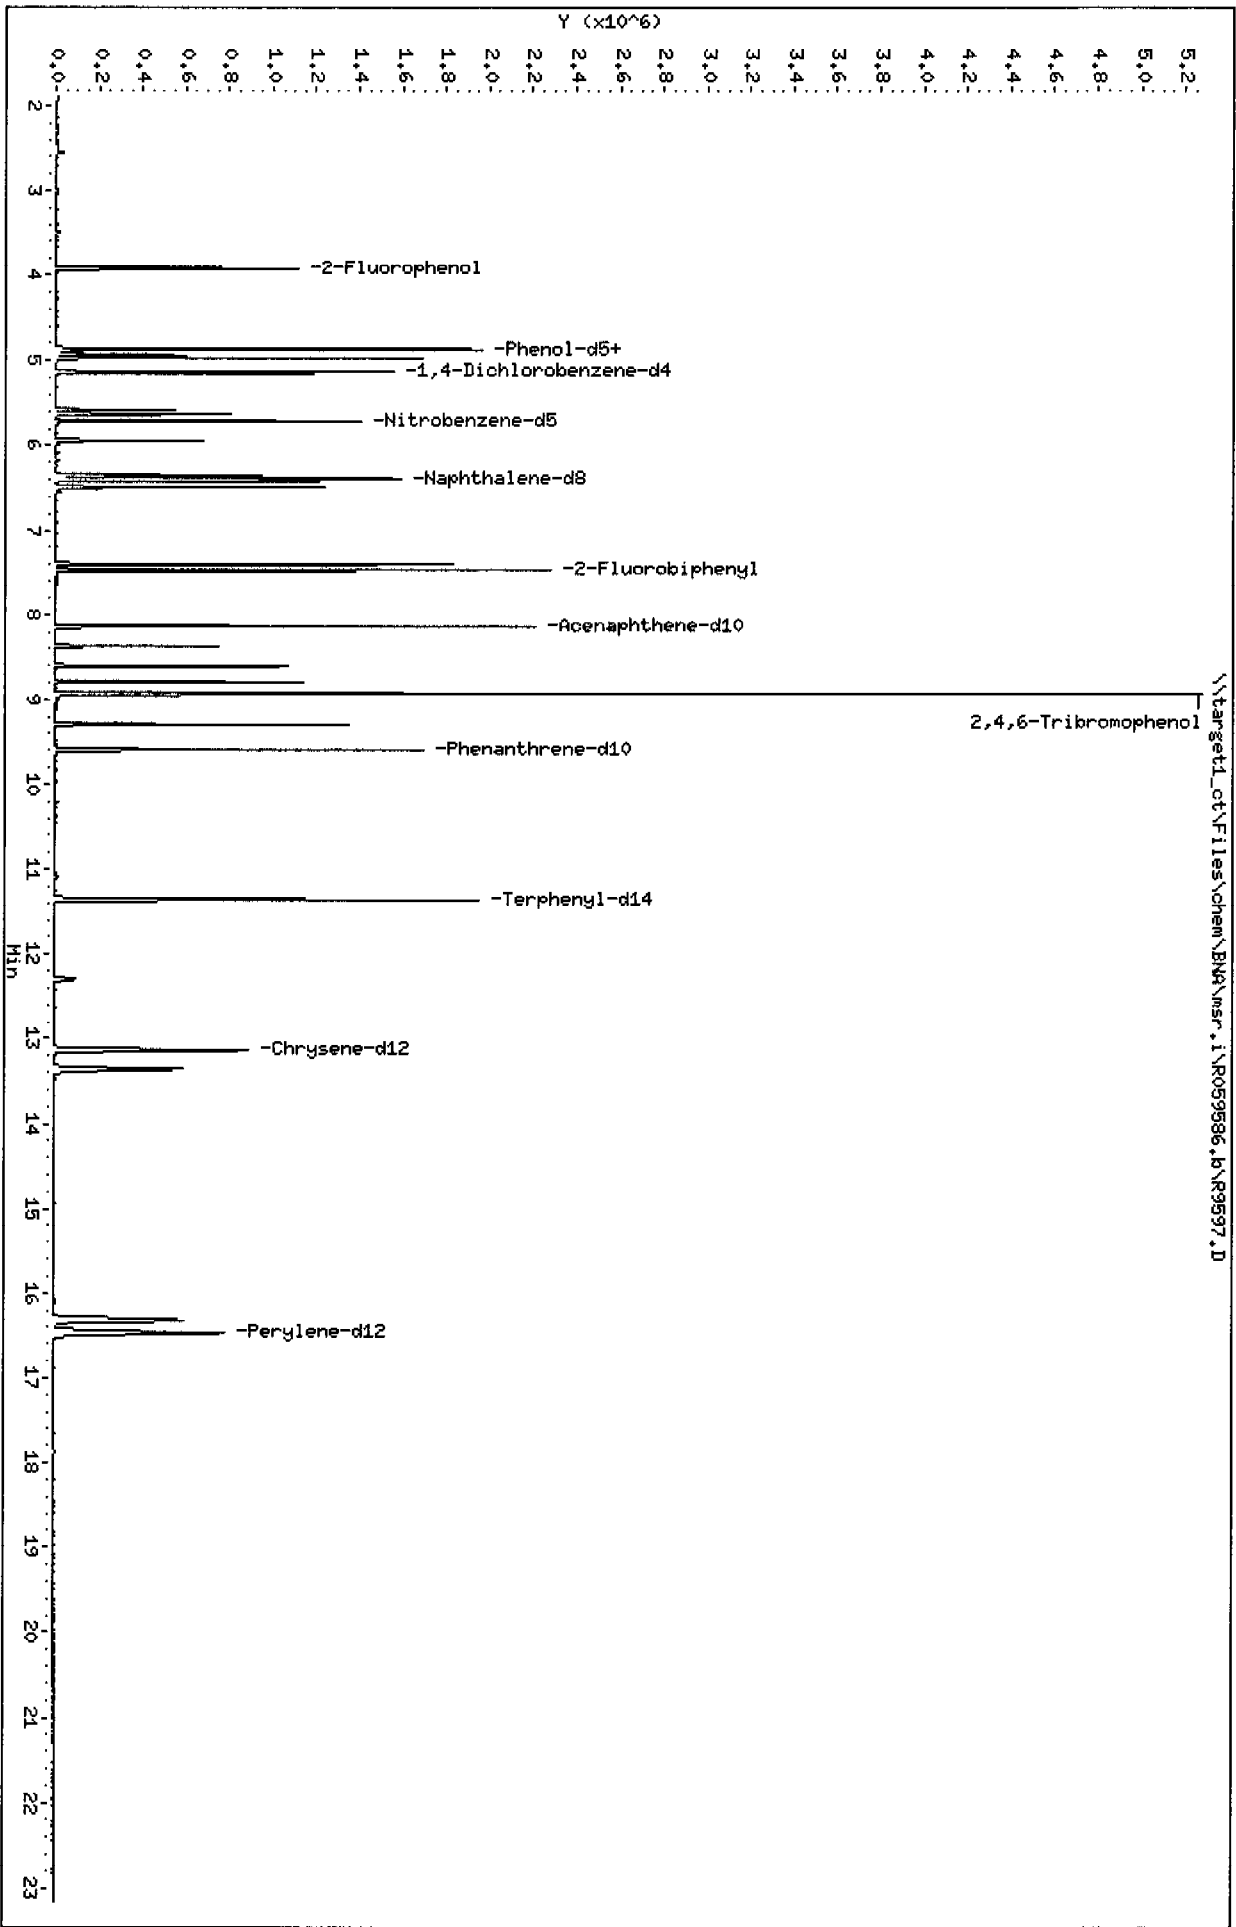 \\target1_ct\Files\chem\BNA\msr.i\R059586.b\R9597.D
Y (x10^6)
5.2
5.0
4.8
4.6
4.4
4.2
4.0
3.8
3.6
3.4
3.2
3.0
2.8
2.6
2.4
2.2
2.0
1.8
1.6
1.4
1.2
1.0
0.8
0.6
0.4
0.2
0.0
-2-Fluorophenol
-Phenol-d5+
-1,4-Dichlorobenzene-d4
-Nitrobenzene-d5
-Naphthalene-d8
-2-Fluorobiphenyl
-Acenaphthene-d10
2,4,6-Tribromophenol
-Phenanthrene-d10
-Terphenyl-d14
-Chrysene-d12
-Perylene-d12
2 3 4 5 6 7 8 9 10 11 12 13 14 15 16 17 18 19 20 21 22 23
Min